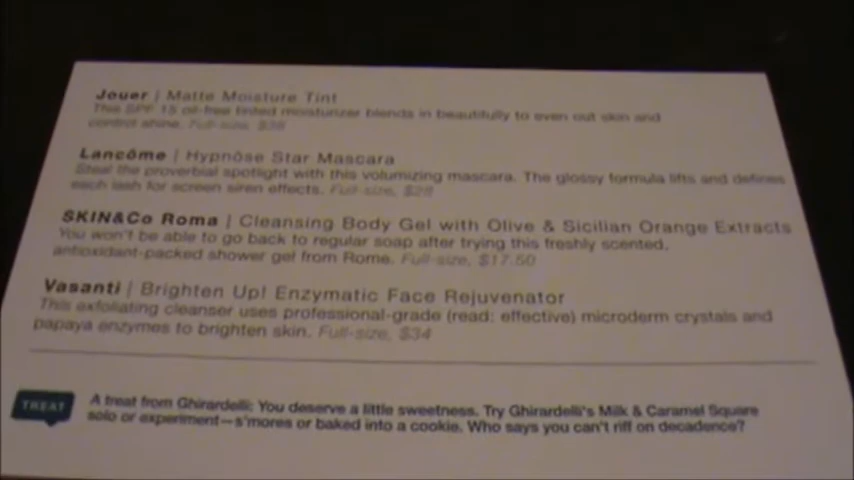 Jouer | Matte Moisture Tint
This SPF 15 oil-free tinted moisturizer blends in beautifully to even out skin and
control shine. Full-size, $38
Lancôme | Hypnôse Star Mascara
Steal the proverbial spotlight with this volumizing mascara. The glossy formula lifts and defines
each lash for screen siren effects. Full-size, $28
SKIN&Co Roma | Cleansing Body Gel with Olive & Sicilian Orange Extracts
You won't be able to go back to regular soap after trying this freshly scented,
antioxidant-packed shower gel from Rome. Full-size, $17.50
Vasanti | Brighten Up! Enzymatic Face Rejuvenator
This exfoliating cleanser uses professional-grade (read: effective) microderm crystals and
papaya enzymes to brighten skin. Full-size, $34
TREAT
A treat from Ghirardelli: You deserve a little sweetness. Try Ghirardelli's Milk & Caramel Square
solo or experiment—s'mores or baked into a cookie. Who says you can't riff on decadence?